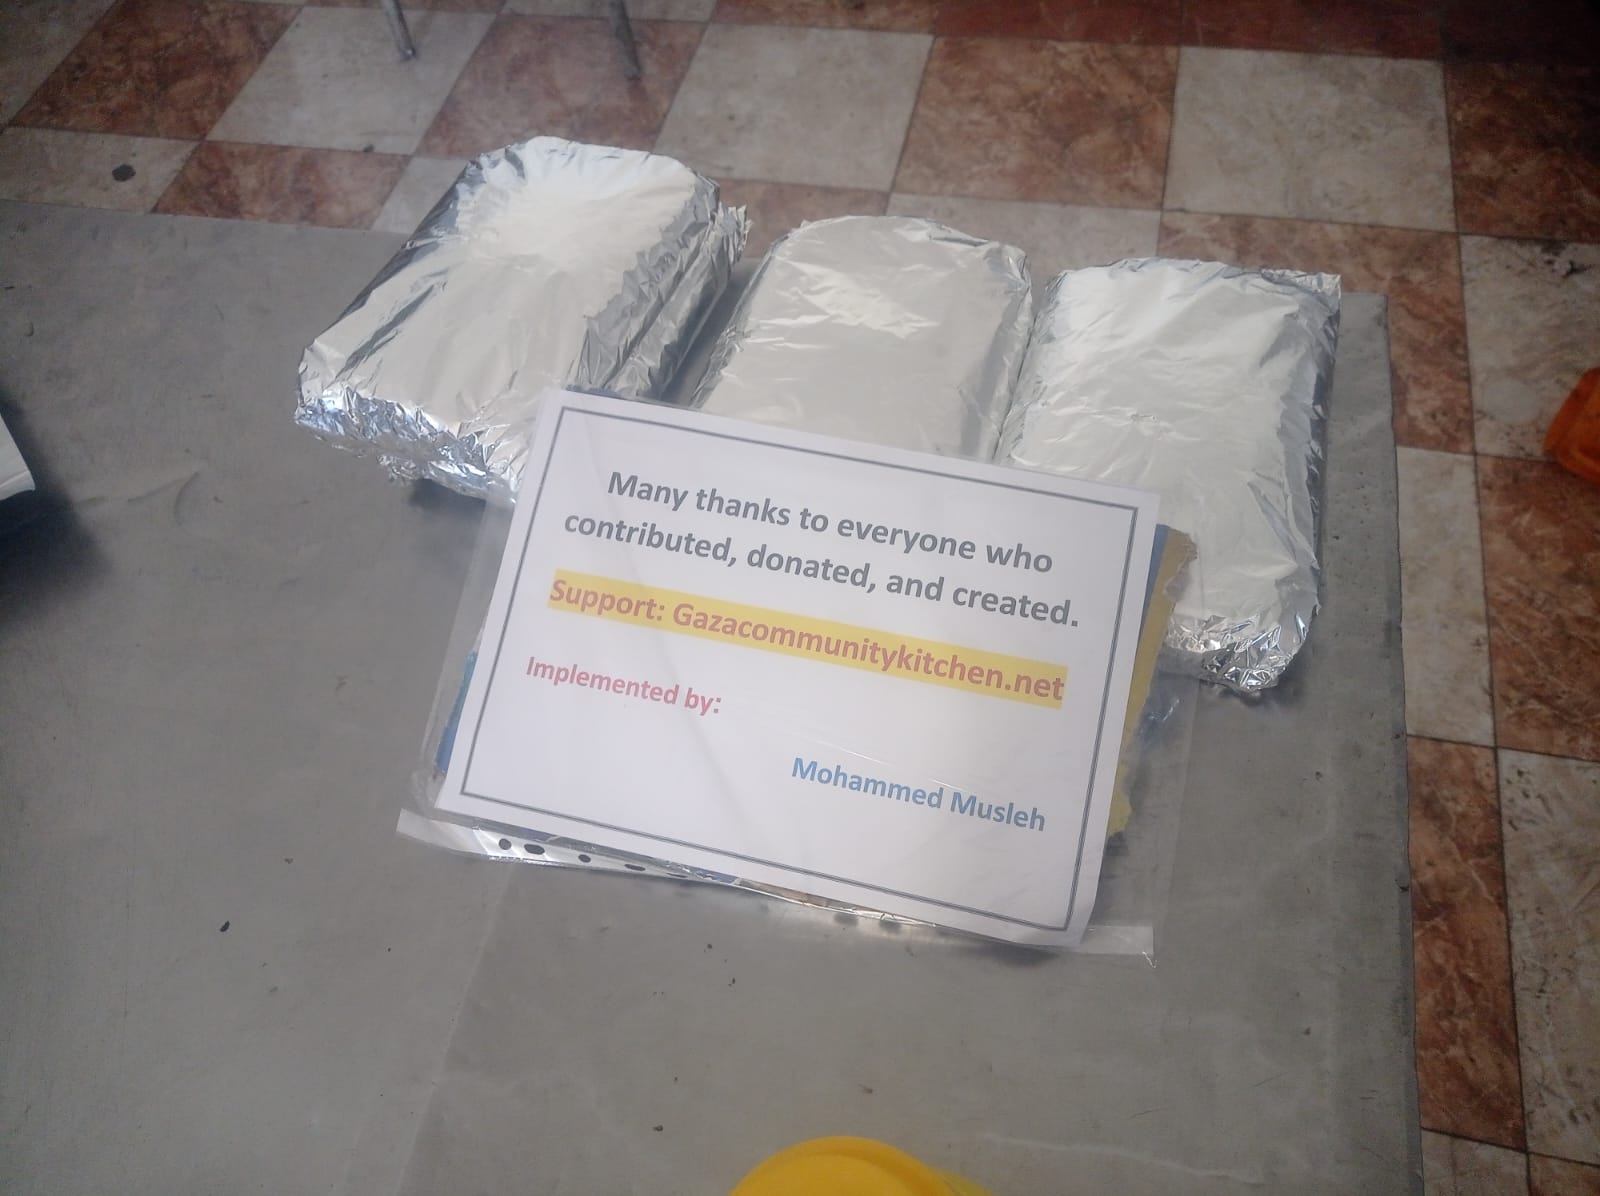 Many thanks to everyone who
contributed, donated, and created.
Support: Gazacommunitykitchen.net
Implemented by:
Mohammed Musleh